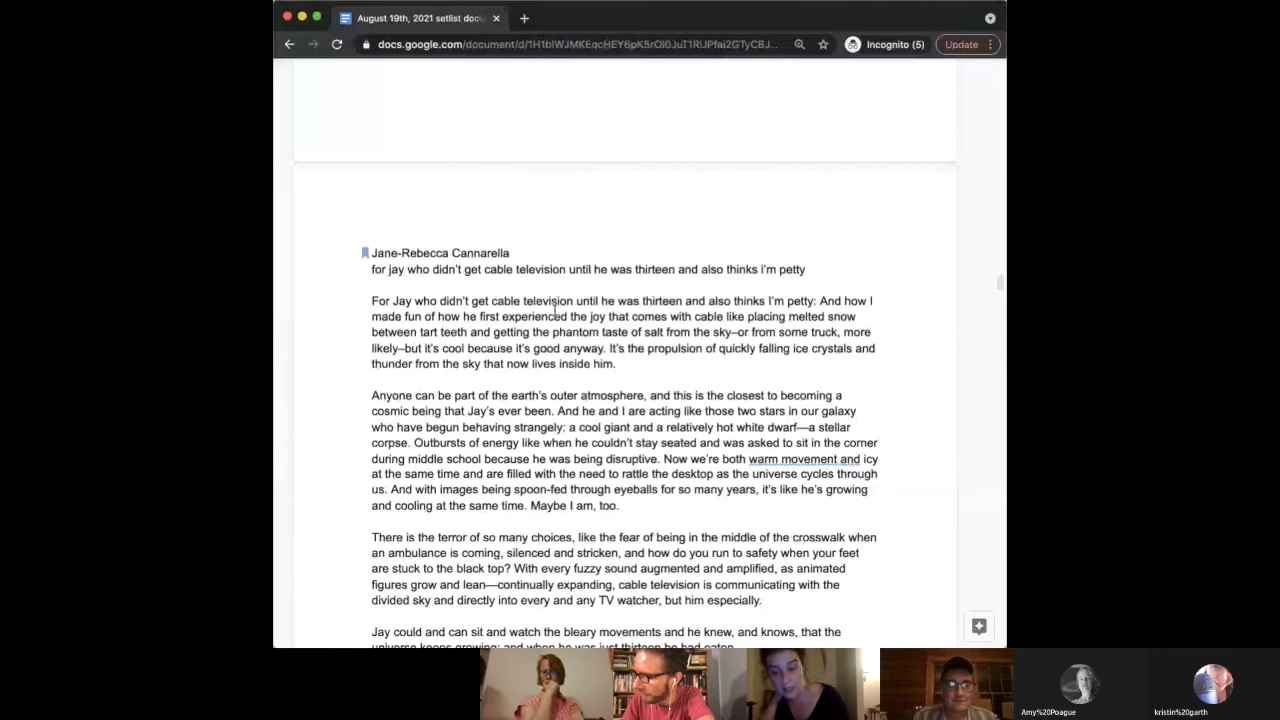 August 19th, 2021 setlist docu
docs.google.com/document/d/
Incognito (5)
Update
Jane-Rebecca Cannarella
for jay who didn't get cable television until he was thirteen and also thinks i'm petty
For Jay who didn't get cable television until he was thirteen and also thinks I'm petty: And how I
made fun of how he first experienced the joy that comes with cable like placing melted snow
between tart teeth and getting the phantom taste of salt from the sky–or from some truck, more
likely–but it's cool because it's good anyway. It's the propulsion of quickly falling ice crystals and
thunder from the sky that now lives inside him.
Anyone can be part of the earth's outer atmosphere, and this is the closest to becoming a
cosmic being that Jay's ever been. And he and I are acting like those two stars in our galaxy
who have begun behaving strangely: a cool giant and a relatively hot white dwarf—a stellar
corpse. Outbursts of energy like when he couldn't stay seated and was asked to sit in the corner
during middle school because he was being disruptive. Now we're both warm movement and icy
at the same time and are filled with the need to rattle the desktop as the universe cycles through
us. And with images being spoon-fed through eyeballs for so many years, it's like he's growing
and cooling at the same time. Maybe I am, too.
There is the terror of so many choices, like the fear of being in the middle of the crosswalk when
an ambulance is coming, silenced and stricken, and how do you run to safety when your feet
are stuck to the black top? With every fuzzy sound augmented and amplified, as animated
figures grow and lean—continually expanding, cable television is communicating with the
divided sky and directly into every and any TV watcher, but him especially.
Jay could and can sit and watch the bleary movements and he knew, and knows, that the
universe keeps growing; and when he was just thirteen he had eaten
Amy%20Poague
kristin%20garth